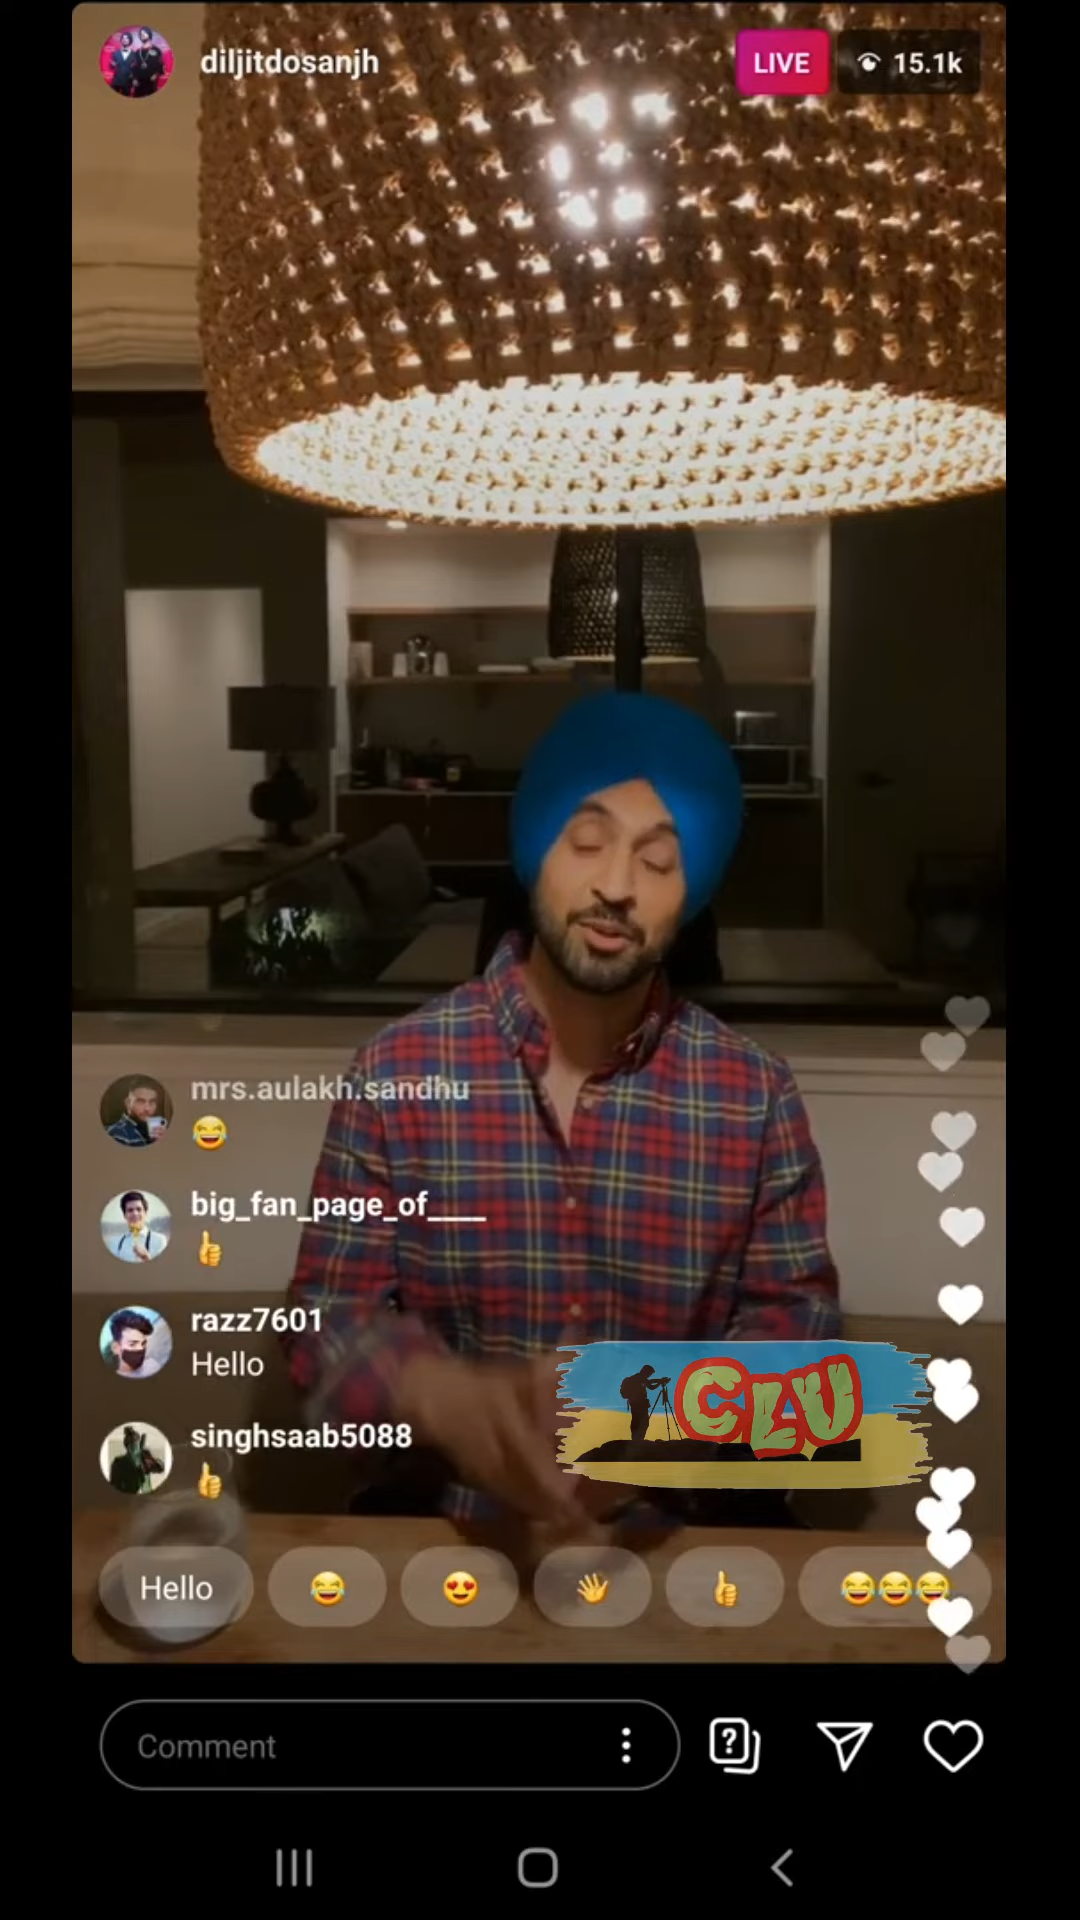 diljitdosanjh
LIVE
15.1k
mrs.aulakh.sandhu
😂
big_fan_page_of____
👍
razz7601
Hello
singhsaab5088
👍
CLU
Hello
😂
😍
👋
👍
😂😂😂
Comment
?